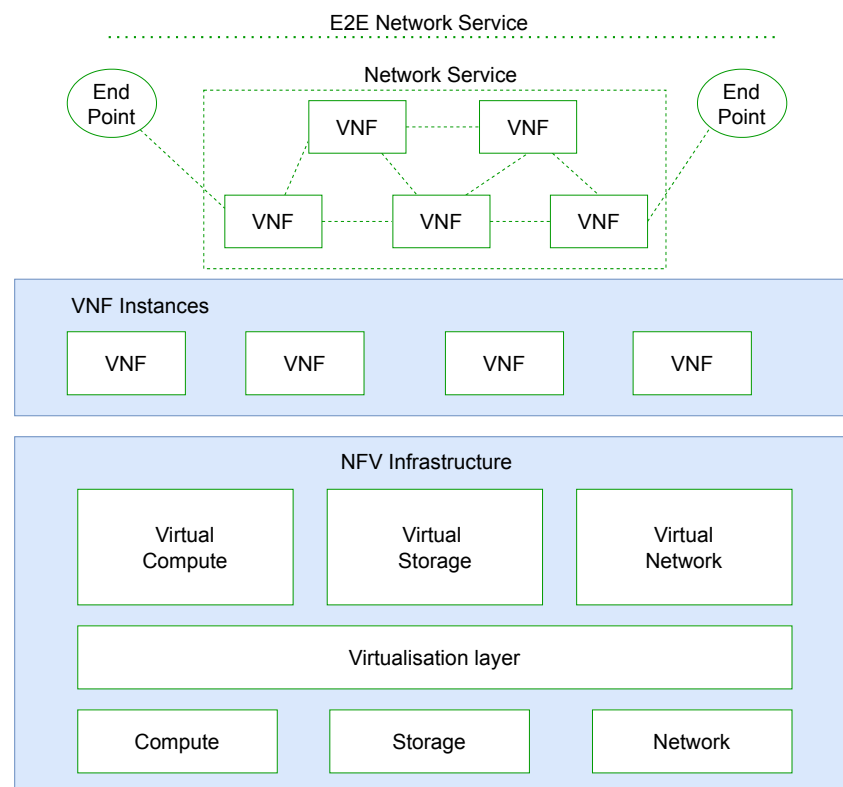 E2E Network Service
Network Service
End
Point
End
Point
VNF
VNF
VNF
VNF
VNF
VNF Instances
VNF
VNF
VNF
VNF
NFV Infrastructure
Virtual
Compute
Virtual
Storage
Virtual
Network
Virtualisation layer
Compute
Storage
Network